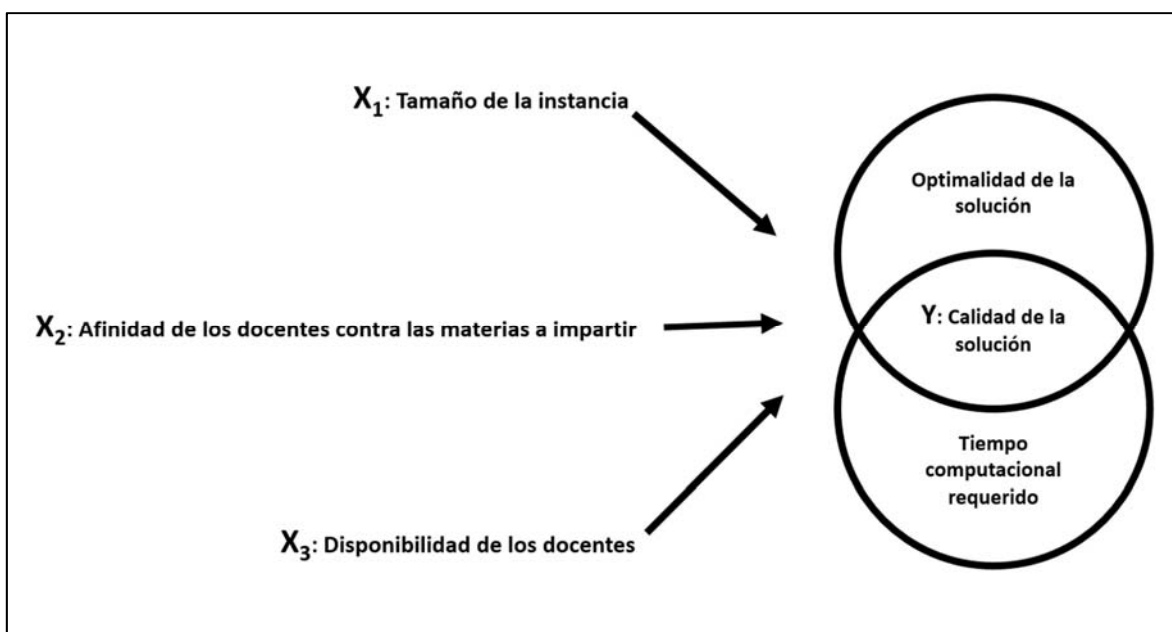 X1: Tamaño de la instancia
Optimalidad de la
solución
X2: Afinidad de los docentes contra las materias a impartir
Y: Calidad de la
solución
Tiempo
computacional
requerido
X3: Disponibilidad de los docentes